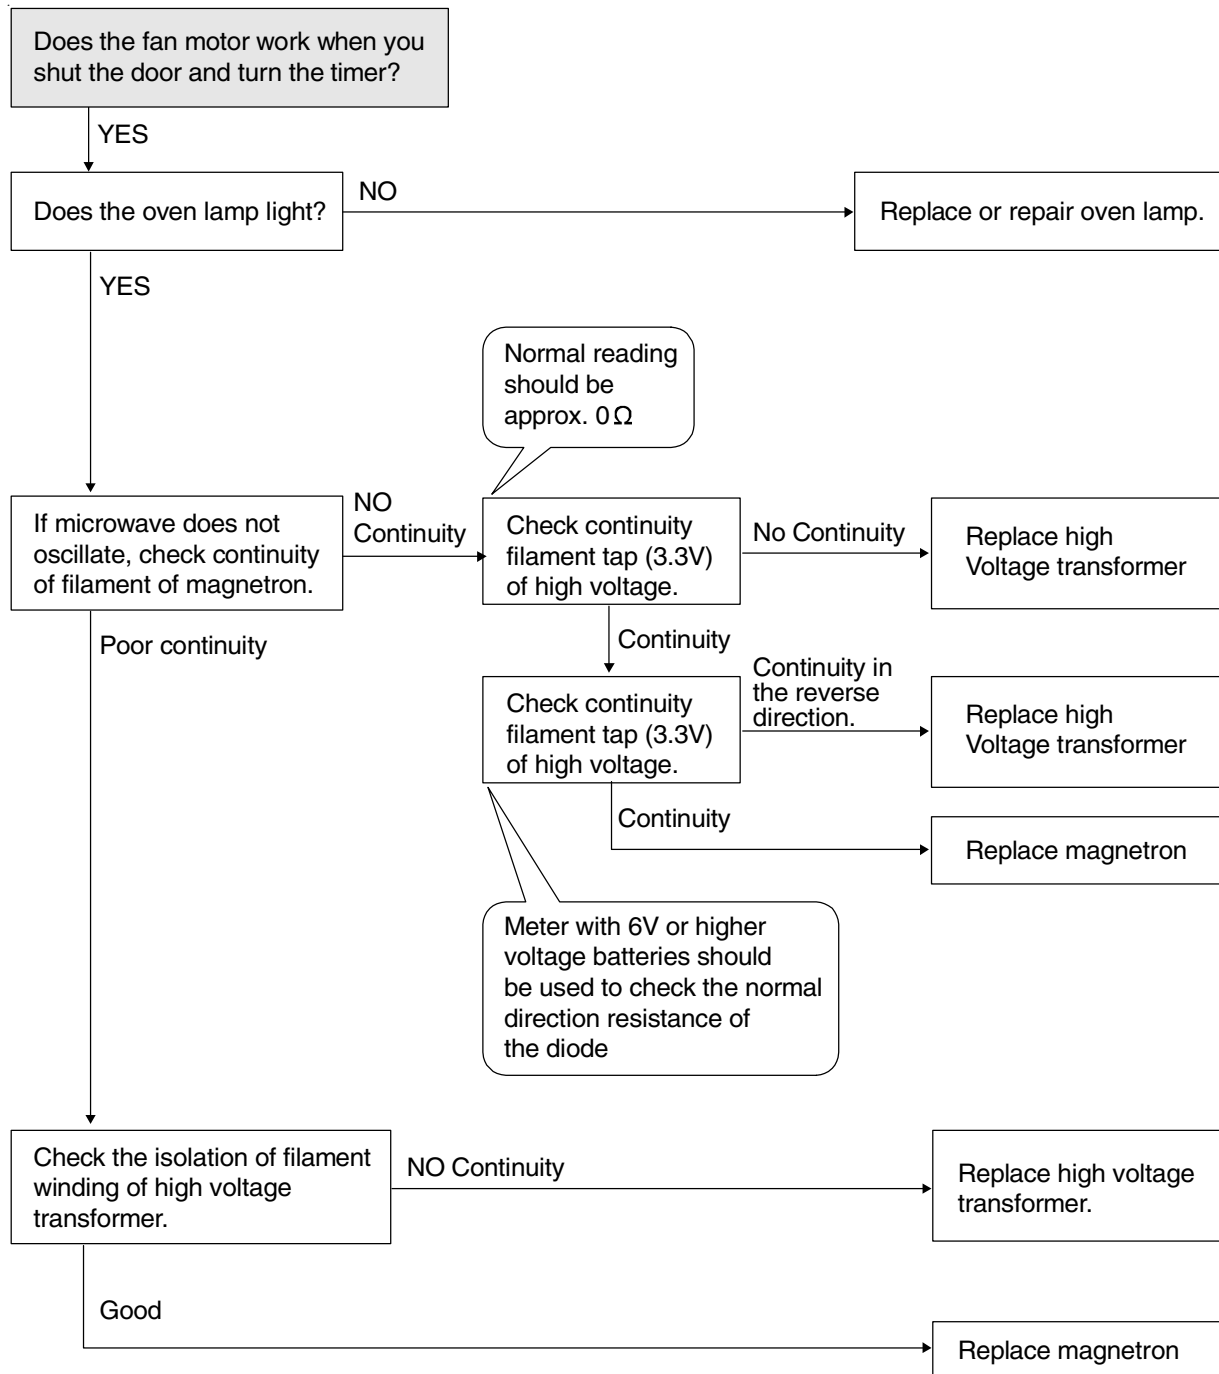 Does the fan motor work when you
shut the door and turn the timer?
YES
Does the oven lamp light?
NO
Replace or repair oven lamp.
YES
Normal reading
should be
approx. 0 Ω
If microwave does not
oscillate, check continuity
of filament of magnetron.
NO
Continuity
Check continuity
filament tap (3.3V)
of high voltage.
No Continuity
Replace high
Voltage transformer
Poor continuity
Continuity
Check continuity
filament tap (3.3V)
of high voltage.
Continuity in
the reverse
direction.
Replace high
Voltage transformer
Continuity
Replace magnetron
Meter with 6V or higher
voltage batteries should
be used to check the normal
direction resistance of
the diode
Check the isolation of filament
winding of high voltage
transformer.
NO Continuity
Replace high voltage
transformer.
Good
Replace magnetron